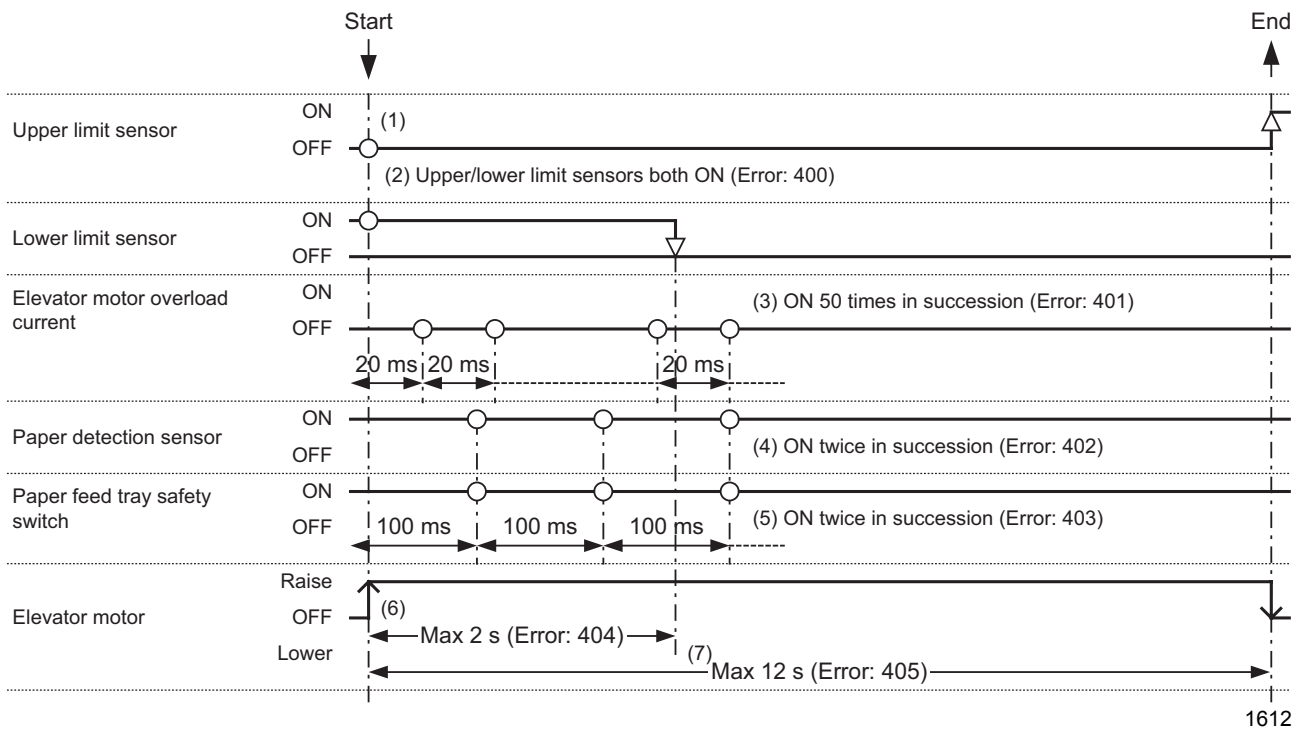 Start
End
Upper limit sensor
ON
OFF
(1)
(2) Upper/lower limit sensors both ON (Error: 400)
Lower limit sensor
ON
OFF
Elevator motor overload
current
ON
OFF
(3) ON 50 times in succession (Error: 401)
20 ms
20 ms
20 ms
Paper detection sensor
ON
OFF
(4) ON twice in succession (Error: 402)
Paper feed tray safety
switch
ON
OFF
(5) ON twice in succession (Error: 403)
100 ms
100 ms
100 ms
Elevator motor
Raise
OFF
Lower
(6)
Max 2 s (Error: 404)
(7)
Max 12 s (Error: 405)
1612